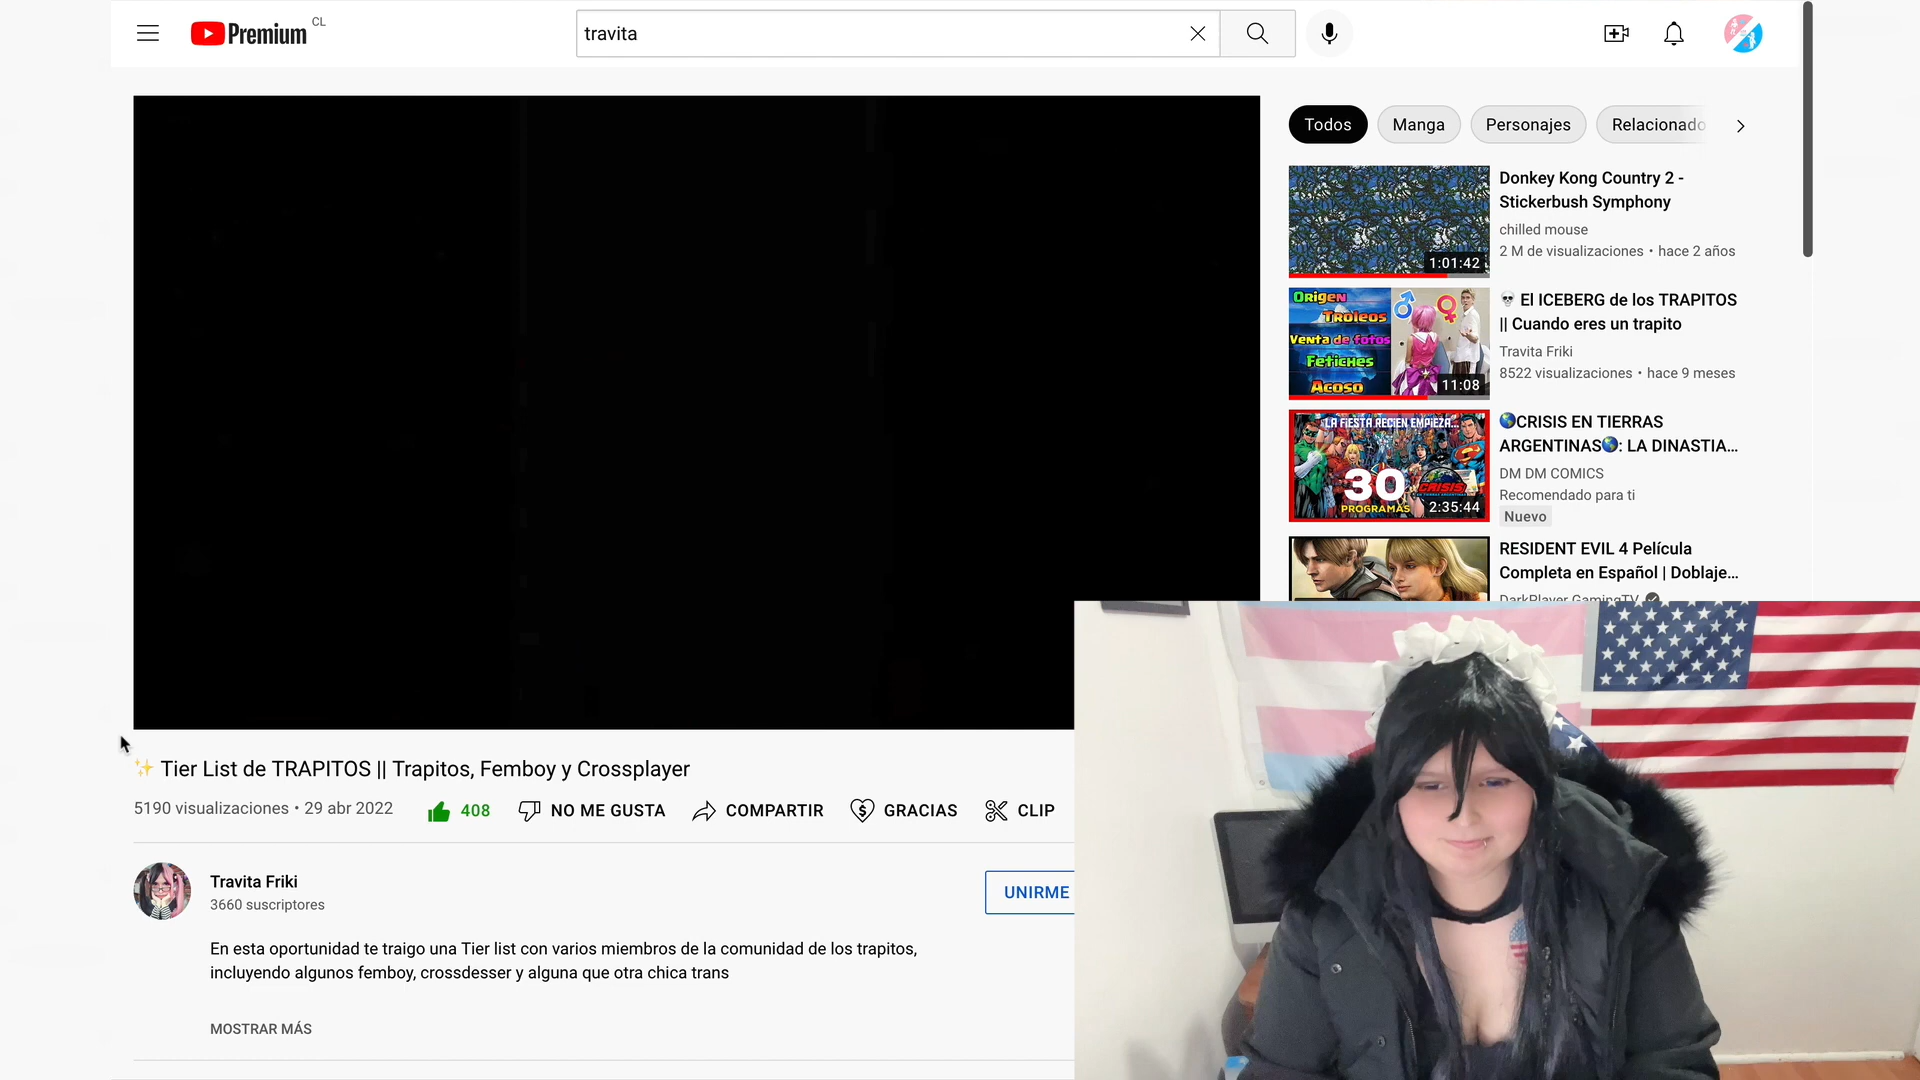 Premium CL
travita
Todos
Manga
Personajes
Relacionado
Donkey Kong Country 2 -
Stickerbush Symphony
chilled mouse
2 M de visualizaciones • hace 2 años
1:01:42
Origen
Troleos
Venta de fotos
Fetiches
Acoso
11:08
💀 El ICEBERG de los TRAPITOS
|| Cuando eres un trapito
Travita Friki
8522 visualizaciones • hace 9 meses
LA FIESTA RECIEN EMPIEZA...
30
PROGRAMAS
CRISIS
2:35:44
🌎CRISIS EN TIERRAS
ARGENTINAS🌎: LA DINASTIA...
DM DM COMICS
Recomendado para ti
Nuevo
RESIDENT EVIL 4 Película
Completa en Español | Doblaje...
DarkPlayer GamingTV
✨ Tier List de TRAPITOS || Trapitos, Femboy y Crossplayer
5190 visualizaciones • 29 abr 2022
408
NO ME GUSTA
COMPARTIR
GRACIAS
CLIP
Travita Friki
3660 suscriptores
UNIRME
En esta oportunidad te traigo una Tier list con varios miembros de la comunidad de los trapitos,
incluyendo algunos femboy, crossdesser y alguna que otra chica trans
MOSTRAR MÁS